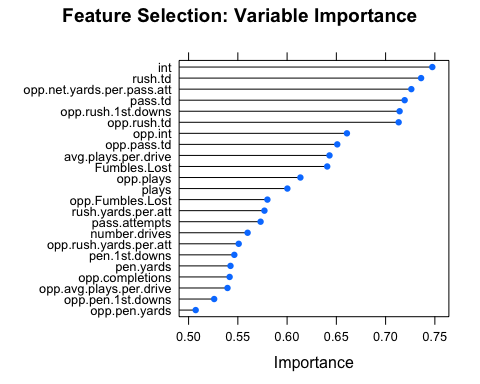 Feature Selection: Variable Importance
int
rush.td
opp.net.yards.per.pass.att
pass.td
opp.rush.1st.downs
opp.rush.td
opp.int
opp.pass.td
avg.plays.per.drive
Fumbles.Lost
opp.plays
plays
opp.Fumbles.Lost
rush.yards.per.att
pass.attempts
number.drives
opp.rush.yards.per.att
pen.1st.downs
pen.yards
opp.completions
opp.avg.plays.per.drive
opp.pen.1st.downs
opp.pen.yards
0.50 0.55 0.60 0.65 0.70 0.75
Importance